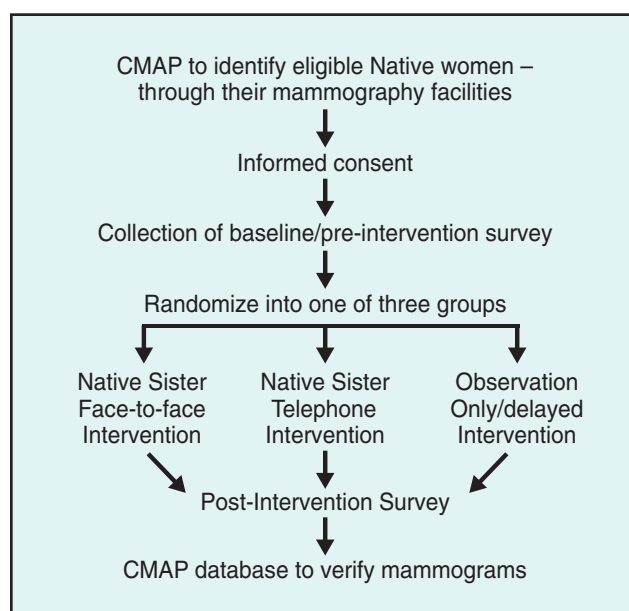 CMAP to identify eligible Native women –
through their mammography facilities
Informed consent
Collection of baseline/pre-intervention survey
Randomize into one of three groups
Native Sister
Face-to-face
Intervention
Native Sister
Telephone
Intervention
Observation
Only/delayed
Intervention
Post-Intervention Survey
CMAP database to verify mammograms